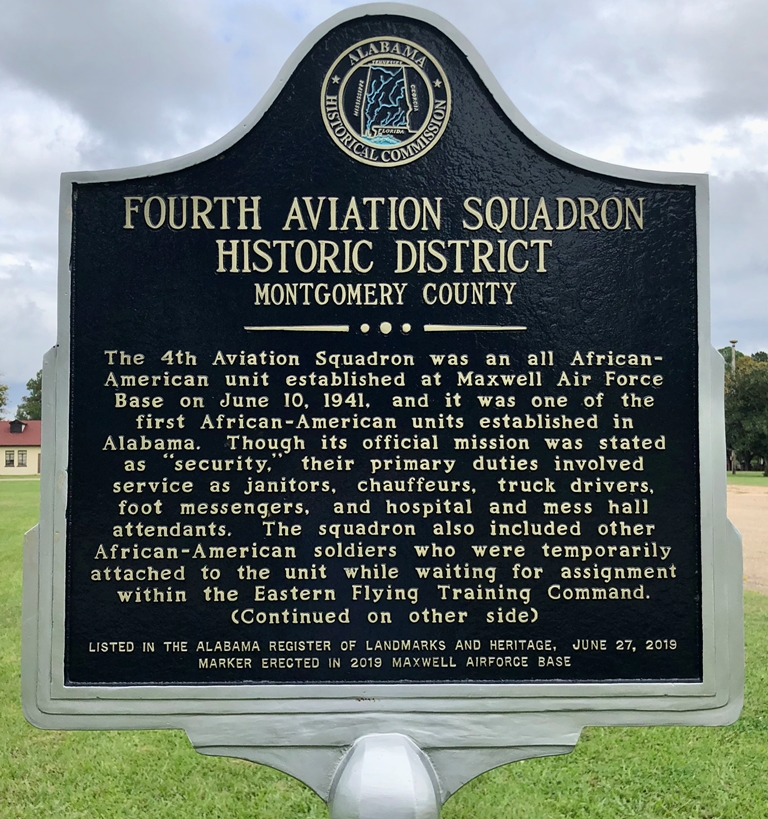 ALABAMA
TENNESSEE
MISSISSIPPI
GEORGIA
FLORIDA
HISTORICAL COMMISSION
FOURTH AVIATION SQUADRON
HISTORIC DISTRICT
MONTGOMERY COUNTY
The 4th Aviation Squadron was an all African-
American unit established at Maxwell Air Force
Base on June 10, 1941, and it was one of the
first African-American units established in
Alabama. Though its official mission was stated
as "security," their primary duties involved
service as janitors, chauffeurs, truck drivers,
foot messengers, and hospital and mess hall
attendants. The squadron also included other
African-American soldiers who were temporarily
attached to the unit while waiting for assignment
within the Eastern Flying Training Command.
(Continued on other side)
LISTED IN THE ALABAMA REGISTER OF LANDMARKS AND HERITAGE, JUNE 27, 2019
MARKER ERECTED IN 2019 MAXWELL AIRFORCE BASE